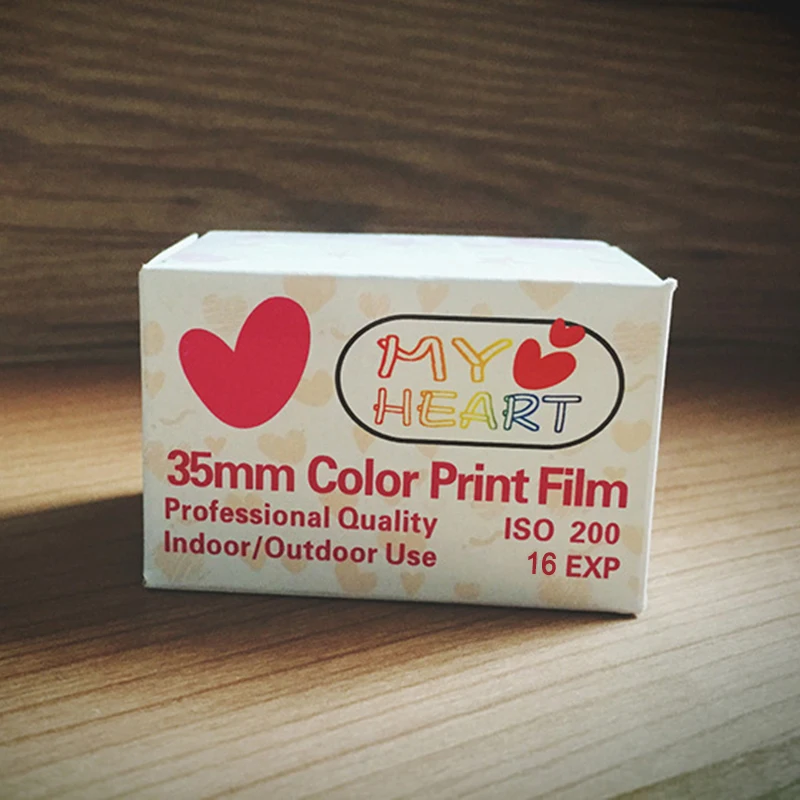 MY
HEART
35mm Color Print Film
Professional Quality
ISO 200
Indoor/Outdoor Use
16 EXP